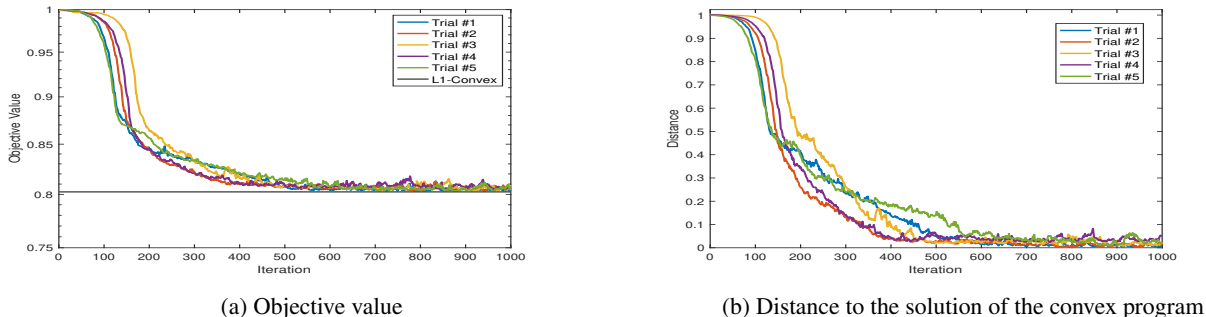 1
0.95
0.9
0.85
0.8
0.75
Objective Value
0 100 200 300 400 500 600 700 800 900 1000
Iteration
Trial #1
Trial #2
Trial #3
Trial #4
Trial #5
L1-Convex
(a) Objective value
1
0.9
0.8
0.7
0.6
0.5
0.4
0.3
0.2
0.1
0
Distance
0 100 200 300 400 500 600 700 800 900 1000
Iteration
Trial #1
Trial #2
Trial #3
Trial #4
Trial #5
(b) Distance to the solution of the convex program